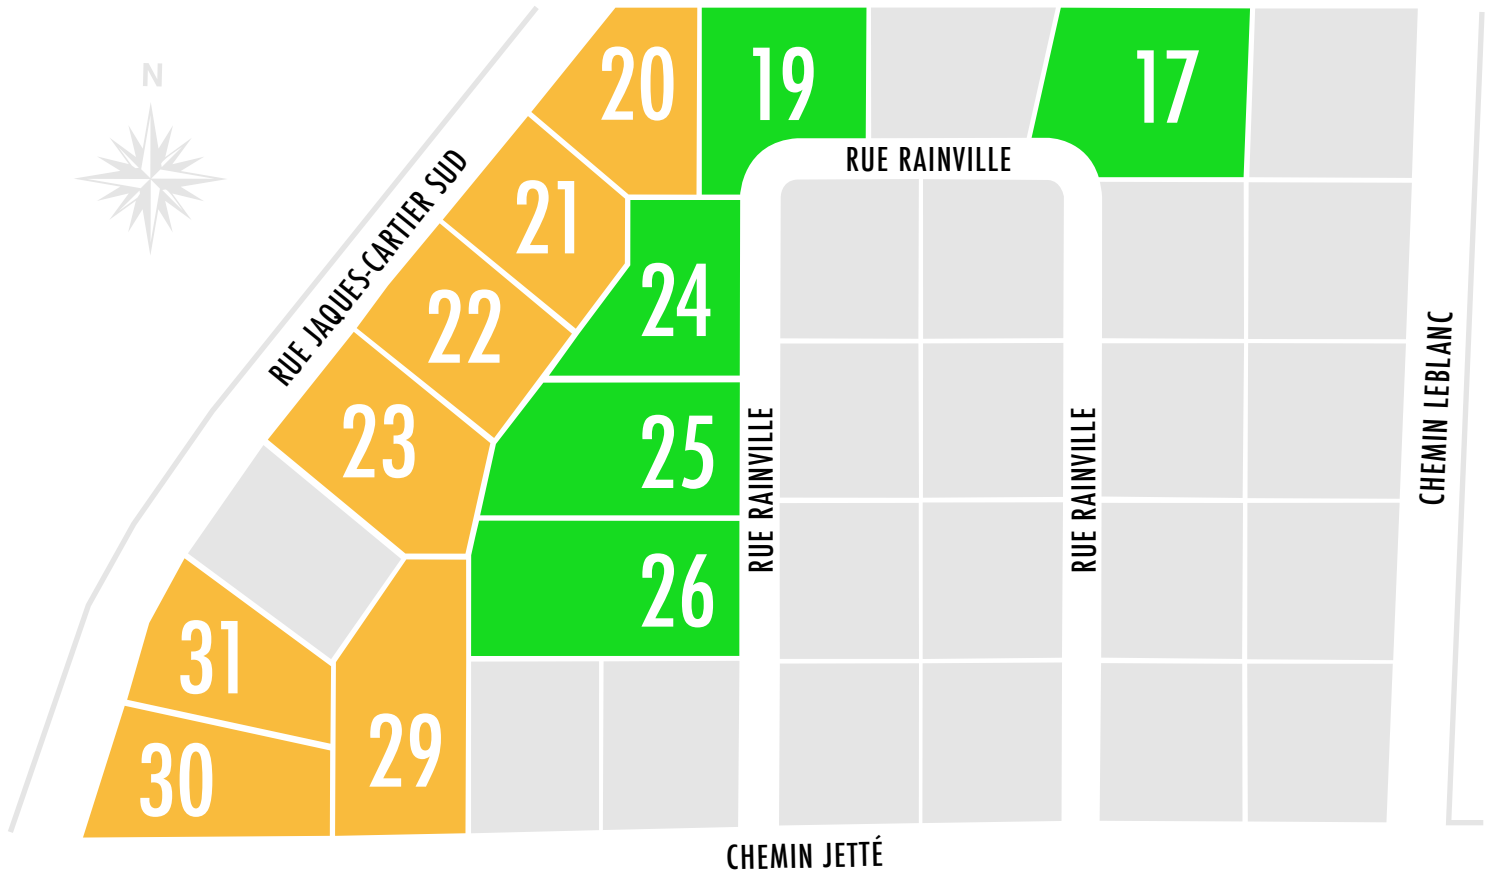 N
20
19
17
RUE RAINVILLE
21
RUE JAQUES-CARTIER SUD
24
22
23
25
RUE RAINVILLE
RUE RAINVILLE
CHEMIN LEBLANC
26
31
29
30
CHEMIN JETTÉ